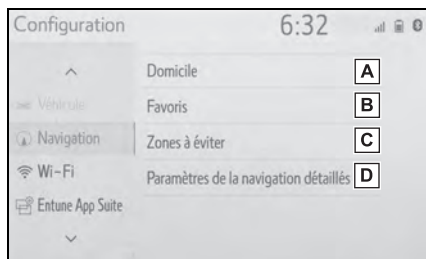 Configuration 6:32
Domicile A
Véhicule
Favoris B
Navigation
Zones à éviter C
Wi-Fi
Paramètres de la navigation détaillés D
Entune App Suite